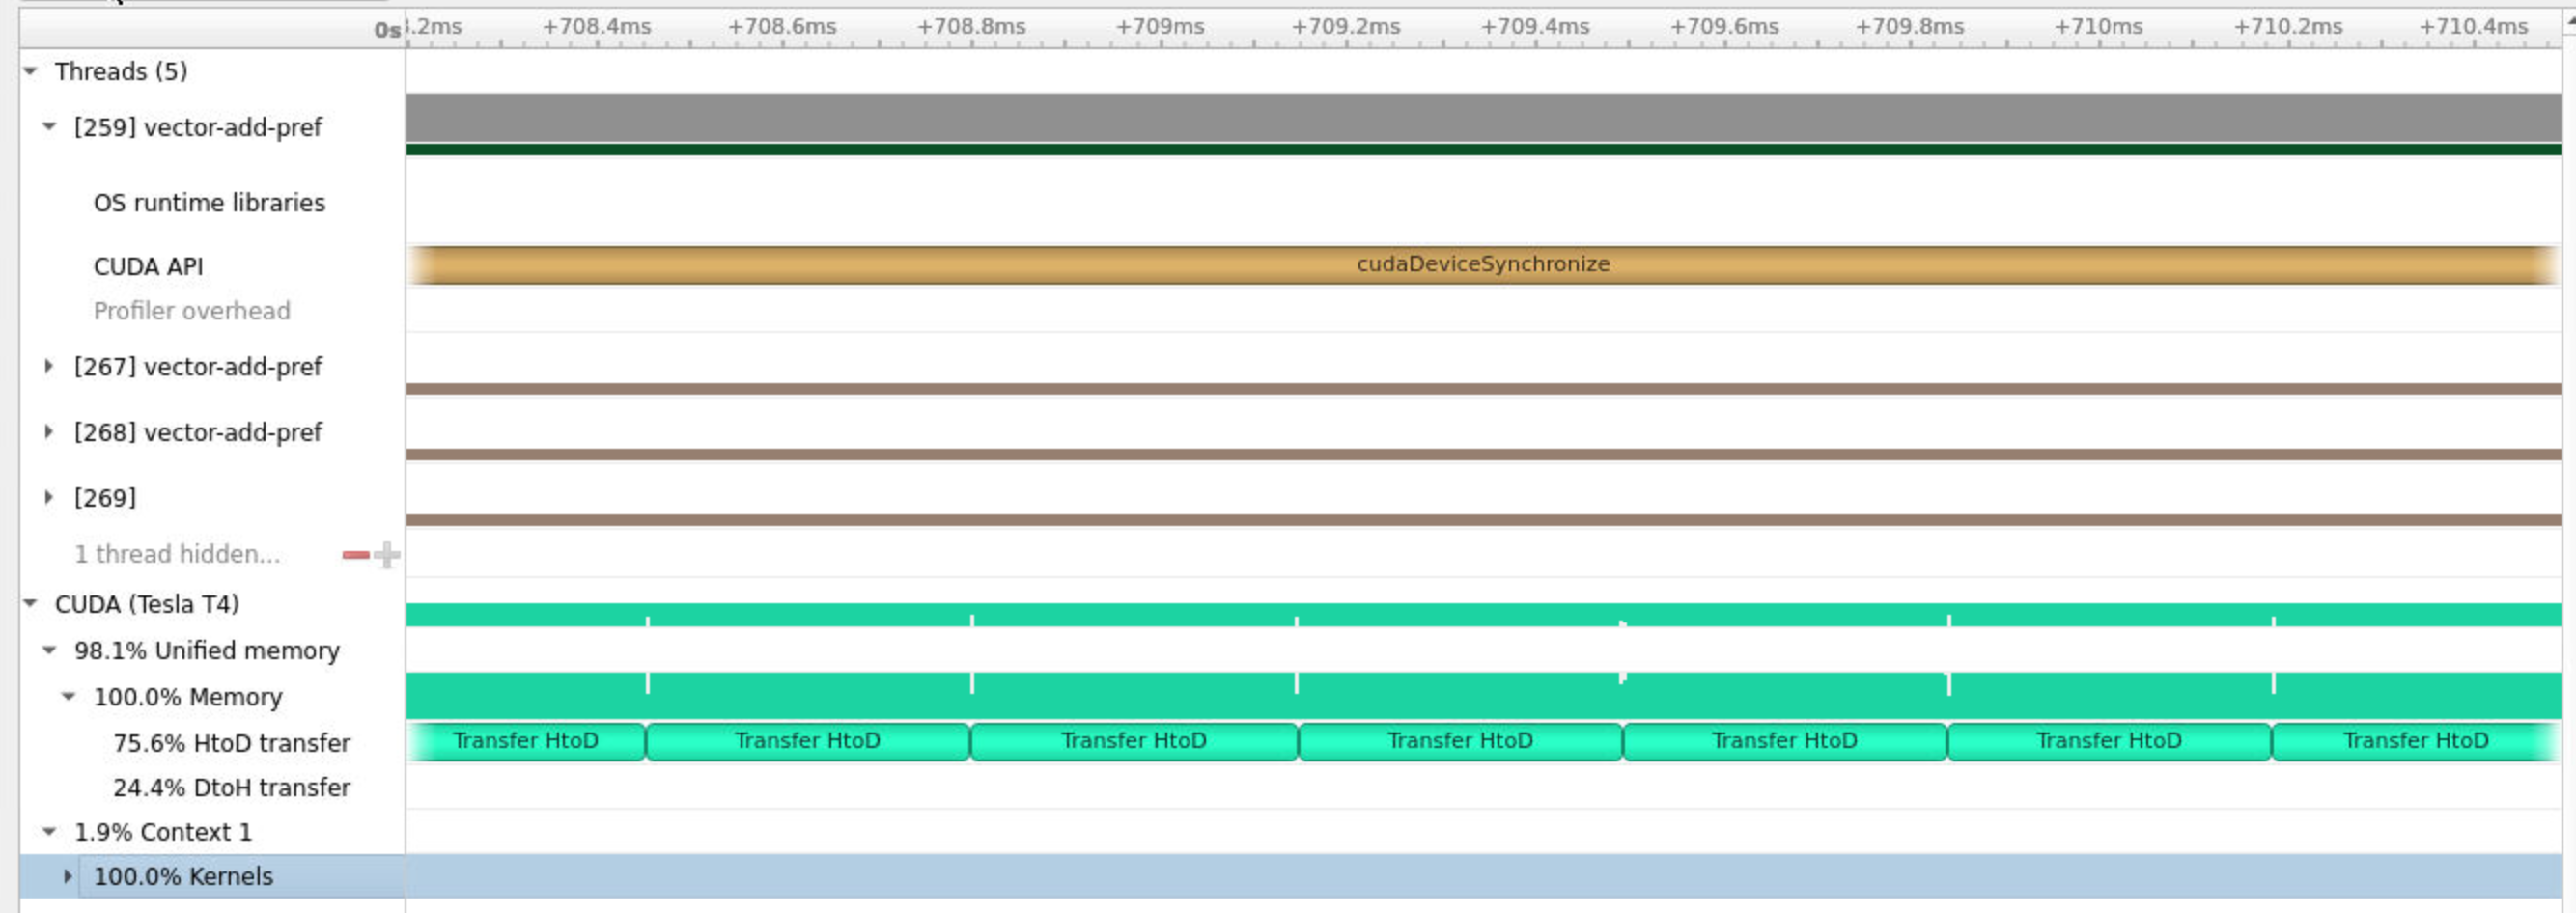 0s .2ms +708.4ms +708.6ms +708.8ms +709ms +709.2ms +709.4ms +709.6ms +709.8ms +710ms +710.2ms +710.4ms
Threads (5)
[259] vector-add-pref
OS runtime libraries
CUDA API cudaDeviceSynchronize
Profiler overhead
[267] vector-add-pref
[268] vector-add-pref
[269]
1 thread hidden...
CUDA (Tesla T4)
98.1% Unified memory
100.0% Memory
75.6% HtoD transfer Transfer HtoD Transfer HtoD Transfer HtoD Transfer HtoD Transfer HtoD Transfer HtoD Transfer HtoD
24.4% DtoH transfer
1.9% Context 1
100.0% Kernels